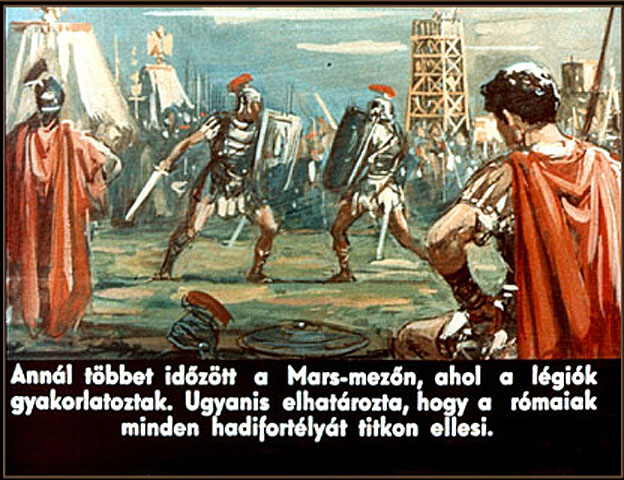 Annál többet időzött a Mars-mezőn, ahol a légiók
gyakorlatoztak. Ugyanis elhatározta, hogy a rómaiak
minden hadifortélyát titkon ellesi.